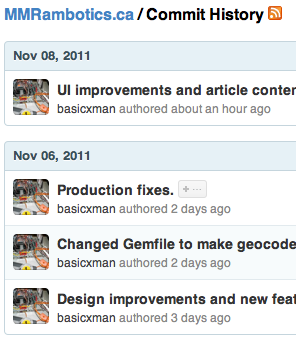 MMRambotics.ca / Commit History
Nov 08, 2011
UI improvements and article conten
basicxman authored about an hour ago
Nov 06, 2011
Production fixes. + ...
basicxman authored 2 days ago
Changed Gemfile to make geocode
basicxman authored 2 days ago
Design improvements and new feat
basicxman authored 3 days ago